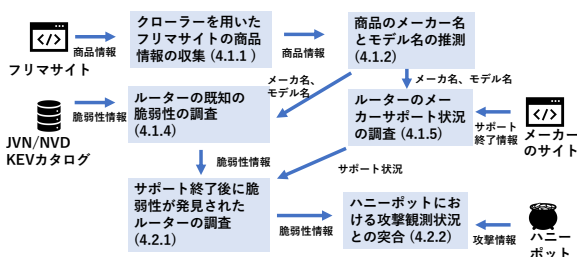 クローラーを用いた
フリマサイトの商品
情報の収集 (4.1.1 )
商品のメーカー名
とモデル名の推測
(4.1.2)
商品情報
商品情報
フリマサイト
メーカ名、
モデル名
メーカ名、モデル名
ルーターの既知の
脆弱性の調査
(4.1.4)
脆弱性情報
JVN/NVD
KEVカタログ
ルーターのメー
カーサポート状況
の調査 (4.1.5)
サポート
終了情報
メーカー
のサイト
脆弱性情報
サポート状況
サポート終了後に脆
弱性が発見された
ルーターの調査
(4.2.1)
脆弱性情報
ハニーポットにお
ける攻撃観測状況
との突合 (4.2.2)
攻撃情報
ハニー
ポット